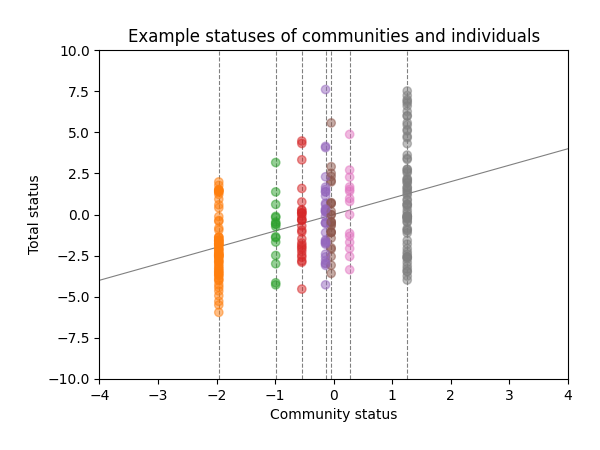 Example statuses of communities and individuals
10.0
7.5
5.0
2.5
0.0
−2.5
−5.0
−7.5
−10.0
Total status
−4 −3 −2 −1 0 1 2 3 4
Community status